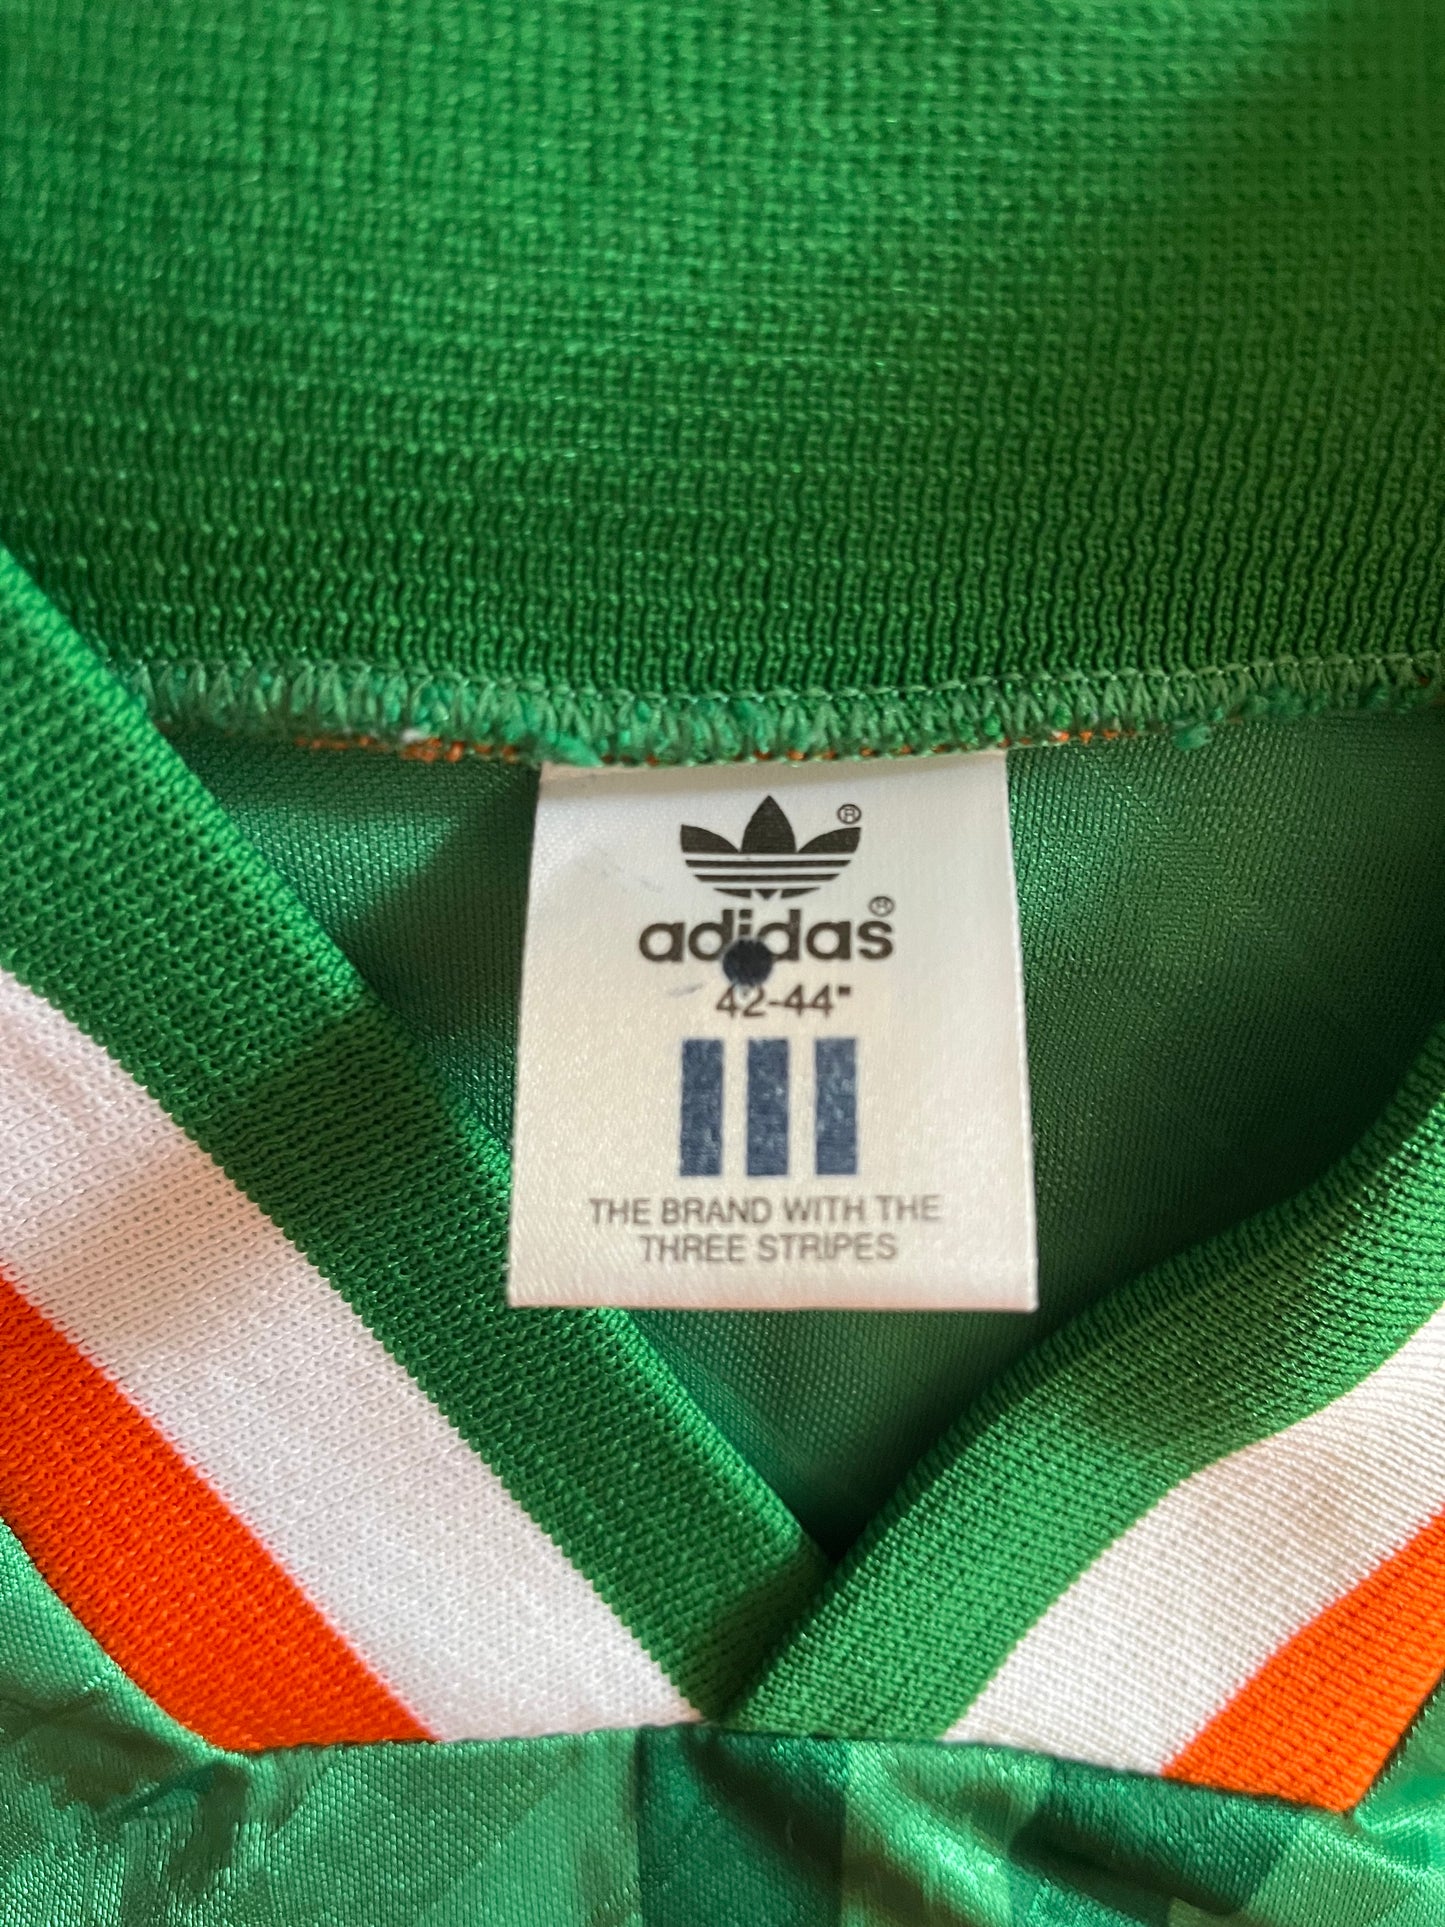 ®
adidas®
42-44"
THE BRAND WITH THE
THREE STRIPES